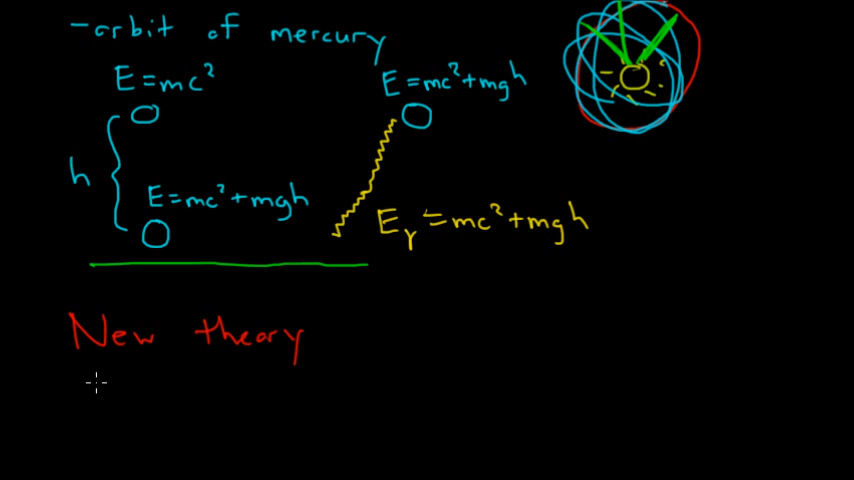 -orbit of mercury
E=mc²
E=mc²+mgh
h
E=mc²+mgh
Eγ=mc²+mgh
New theory